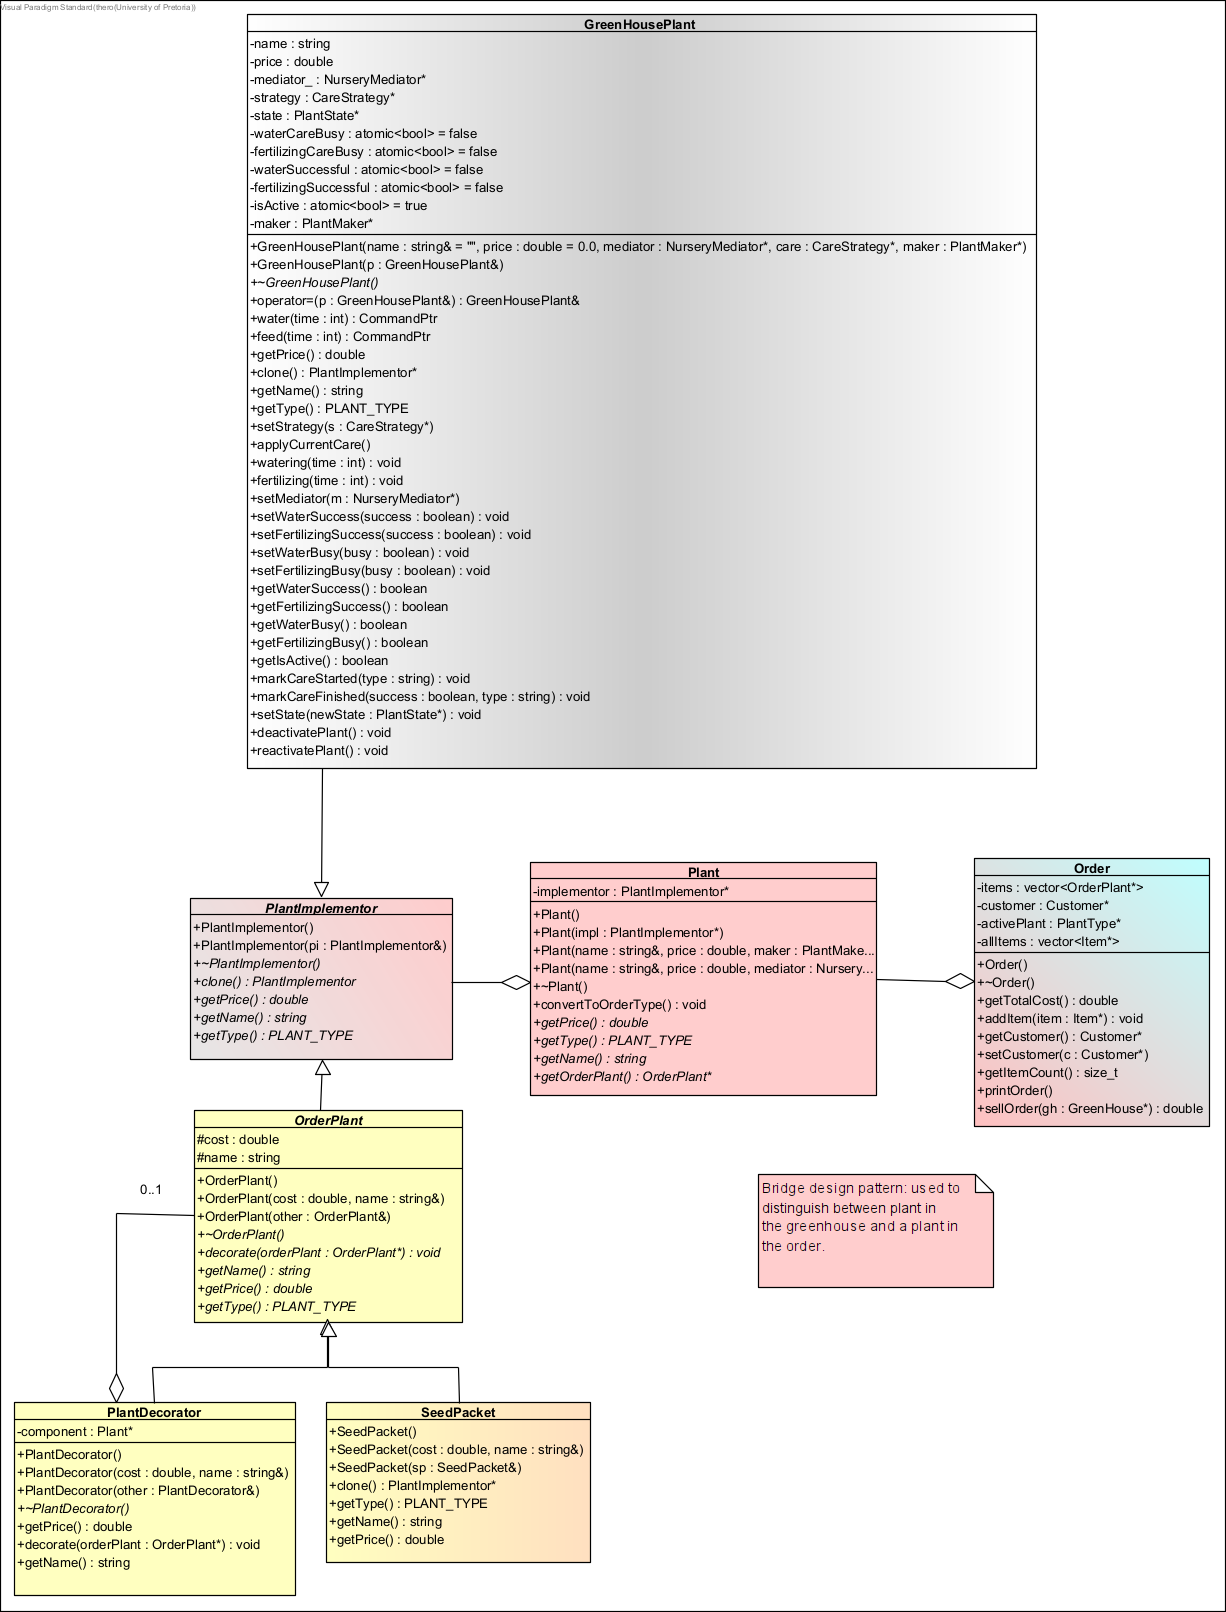 Visual Paradigm Standard(thero(University of Pretoria))
GreenHousePlant
-name : string
-price : double
-mediator_ : NurseryMediator*
-strategy : CareStrategy*
-state : PlantState*
-waterCareBusy : atomic<bool> = false
-fertilizingCareBusy : atomic<bool> = false
-waterSuccessful : atomic<bool> = false
-fertilizingSuccessful : atomic<bool> = false
-isActive : atomic<bool> = true
-maker : PlantMaker*
+GreenHousePlant(name : string& = "", price : double = 0.0, mediator : NurseryMediator*, care : CareStrategy*, maker : PlantMaker*)
+GreenHousePlant(p : GreenHousePlant&)
+~GreenHousePlant()
+operator=(p : GreenHousePlant&) : GreenHousePlant&
+water(time : int) : CommandPtr
+feed(time : int) : CommandPtr
+getPrice() : double
+clone() : PlantImplementor*
+getName() : string
+getType() : PLANT_TYPE
+setStrategy(s : CareStrategy*)
+applyCurrentCare()
+watering(time : int) : void
+fertilizing(time : int) : void
+setMediator(m : NurseryMediator*)
+setWaterSuccess(success : boolean) : void
+setFertilizingSuccess(success : boolean) : void
+setWaterBusy(busy : boolean) : void
+setFertilizingBusy(busy : boolean) : void
+getWaterSuccess() : boolean
+getFertilizingSuccess() : boolean
+getWaterBusy() : boolean
+getFertilizingBusy() : boolean
+getIsActive() : boolean
+markCareStarted(type : string) : void
+markCareFinished(success : boolean, type : string) : void
+setState(newState : PlantState*) : void
+deactivatePlant() : void
+reactivatePlant() : void
PlantImplementor
+PlantImplementor()
+PlantImplementor(pi : PlantImplementor&)
+~PlantImplementor()
+clone() : PlantImplementor
+getPrice() : double
+getName() : string
+getType() : PLANT_TYPE
Plant
-implementor : PlantImplementor*
+Plant()
+Plant(impl : PlantImplementor*)
+Plant(name : string&, price : double, maker : PlantMake...
+Plant(name : string&, price : double, mediator : Nursery...
+~Plant()
+convertToOrderType() : void
+getPrice() : double
+getType() : PLANT_TYPE
+getName() : string
+getOrderPlant() : OrderPlant*
Order
-items : vector<OrderPlant*>
-customer : Customer*
-activePlant : PlantType*
-allItems : vector<Item*>
+Order()
+~Order()
+getTotalCost() : double
+addItem(item : Item*) : void
+getCustomer() : Customer*
+setCustomer(c : Customer*)
+getItemCount() : size_t
+printOrder()
+sellOrder(gh : GreenHouse*) : double
OrderPlant
#cost : double
#name : string
+OrderPlant()
+OrderPlant(cost : double, name : string&)
+OrderPlant(other : OrderPlant&)
+~OrderPlant()
+decorate(orderPlant : OrderPlant*) : void
+getName() : string
+getPrice() : double
+getType() : PLANT_TYPE
0..1
Bridge design pattern: used to
distinguish between plant in
the greenhouse and a plant in
the order.
PlantDecorator
-component : Plant*
+PlantDecorator()
+PlantDecorator(cost : double, name : string&)
+PlantDecorator(other : PlantDecorator&)
+~PlantDecorator()
+getPrice() : double
+decorate(orderPlant : OrderPlant*) : void
+getName() : string
SeedPacket
+SeedPacket()
+SeedPacket(cost : double, name : string&)
+SeedPacket(sp : SeedPacket&)
+clone() : PlantImplementor*
+getType() : PLANT_TYPE
+getName() : string
+getPrice() : double